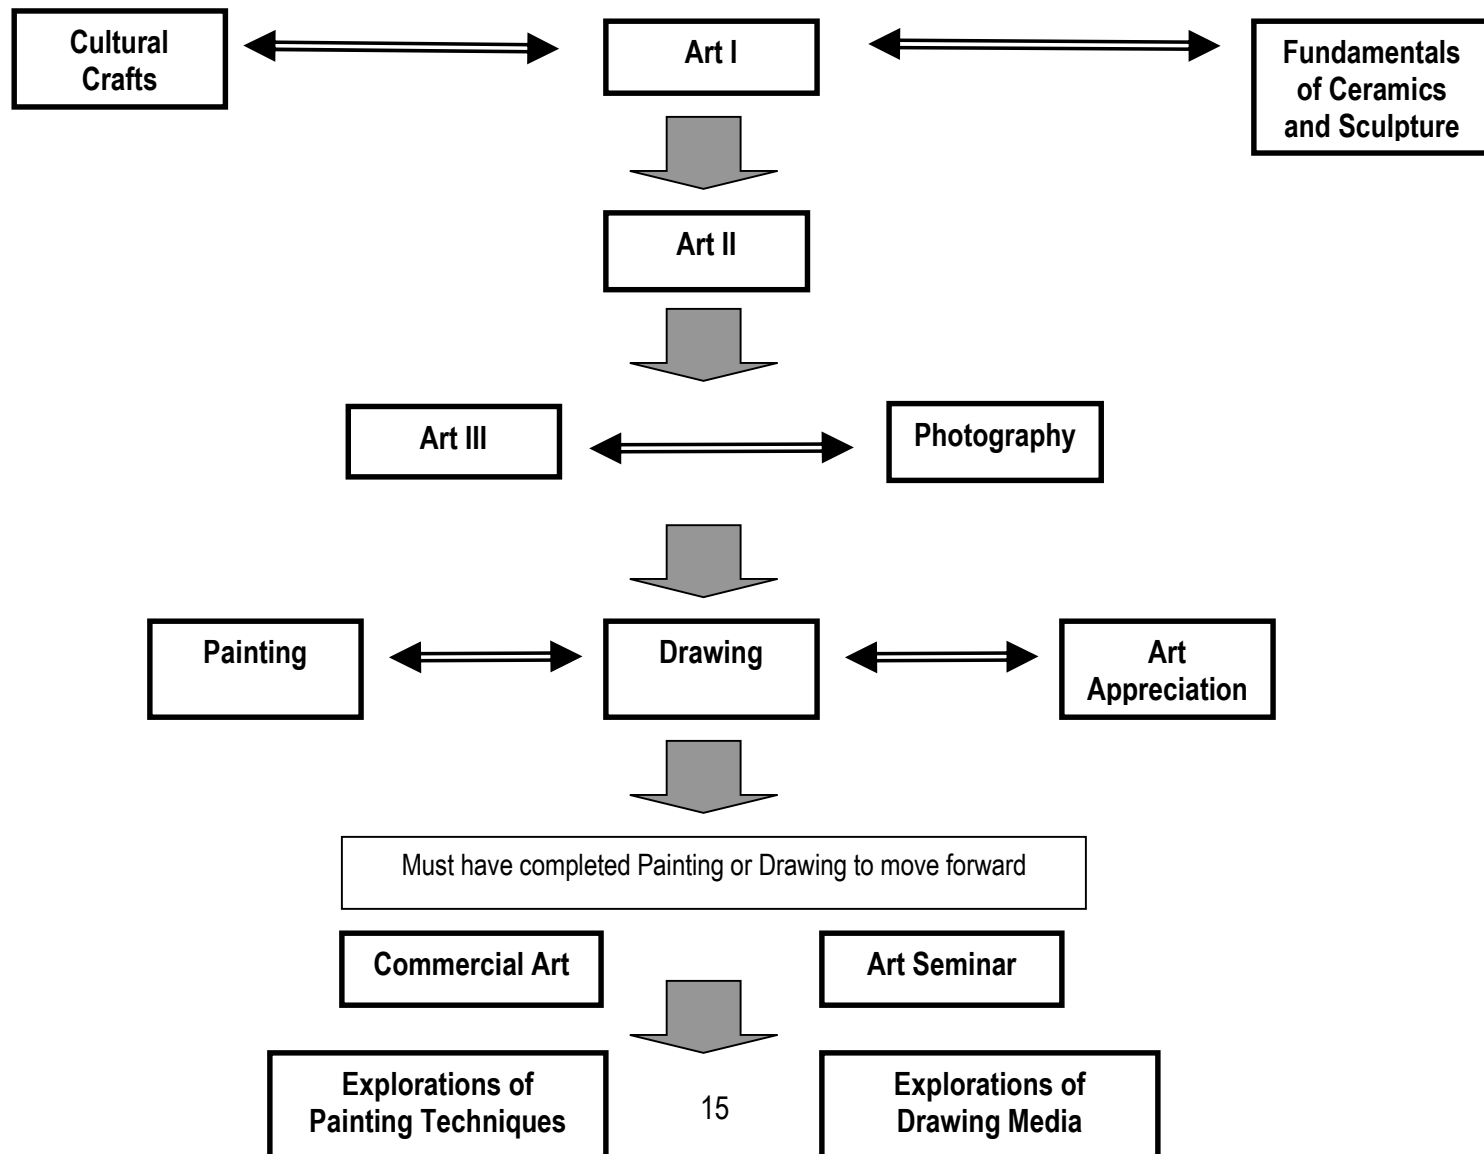 Cultural
Crafts
Art I
Fundamentals
of Ceramics
and Sculpture
Art II
Art III
Photography
Painting
Drawing
Art
Appreciation
Must have completed Painting or Drawing to move forward
Commercial Art
Art Seminar
Explorations of
Painting Techniques
15
Explorations of
Drawing Media